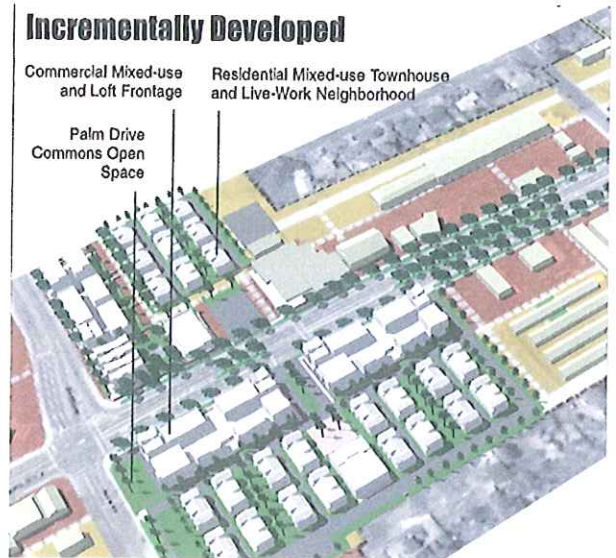 Incrementally Developed
Commercial Mixed-use
and Loft Frontage
Residential Mixed-use Townhouse
and Live-Work Neighborhood
Palm Drive
Commons Open
Space